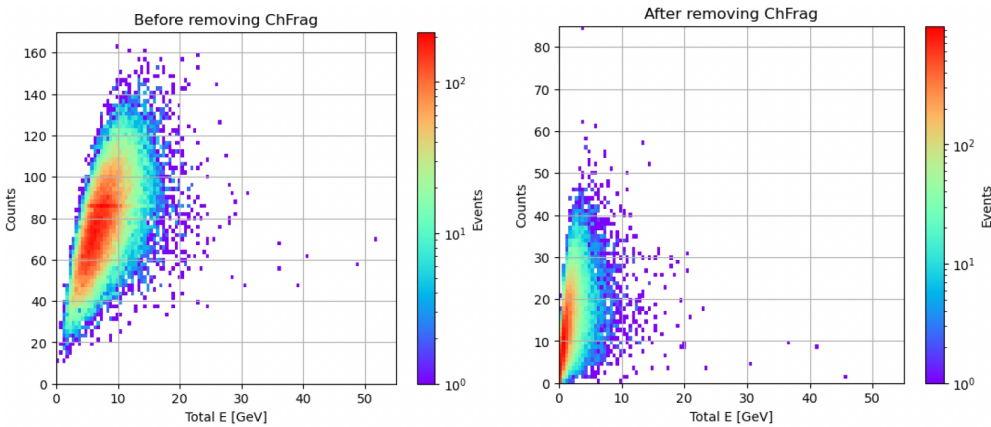 Before removing ChFrag
160
140
120
100
80
60
40
20
0
Counts
0 10 20 30 40 50
Total E [GeV]
10²
10¹
10⁰
Events
After removing ChFrag
80
70
60
50
40
30
20
10
0
Counts
0 10 20 30 40 50
Total E [GeV]
10²
10¹
10⁰
Events